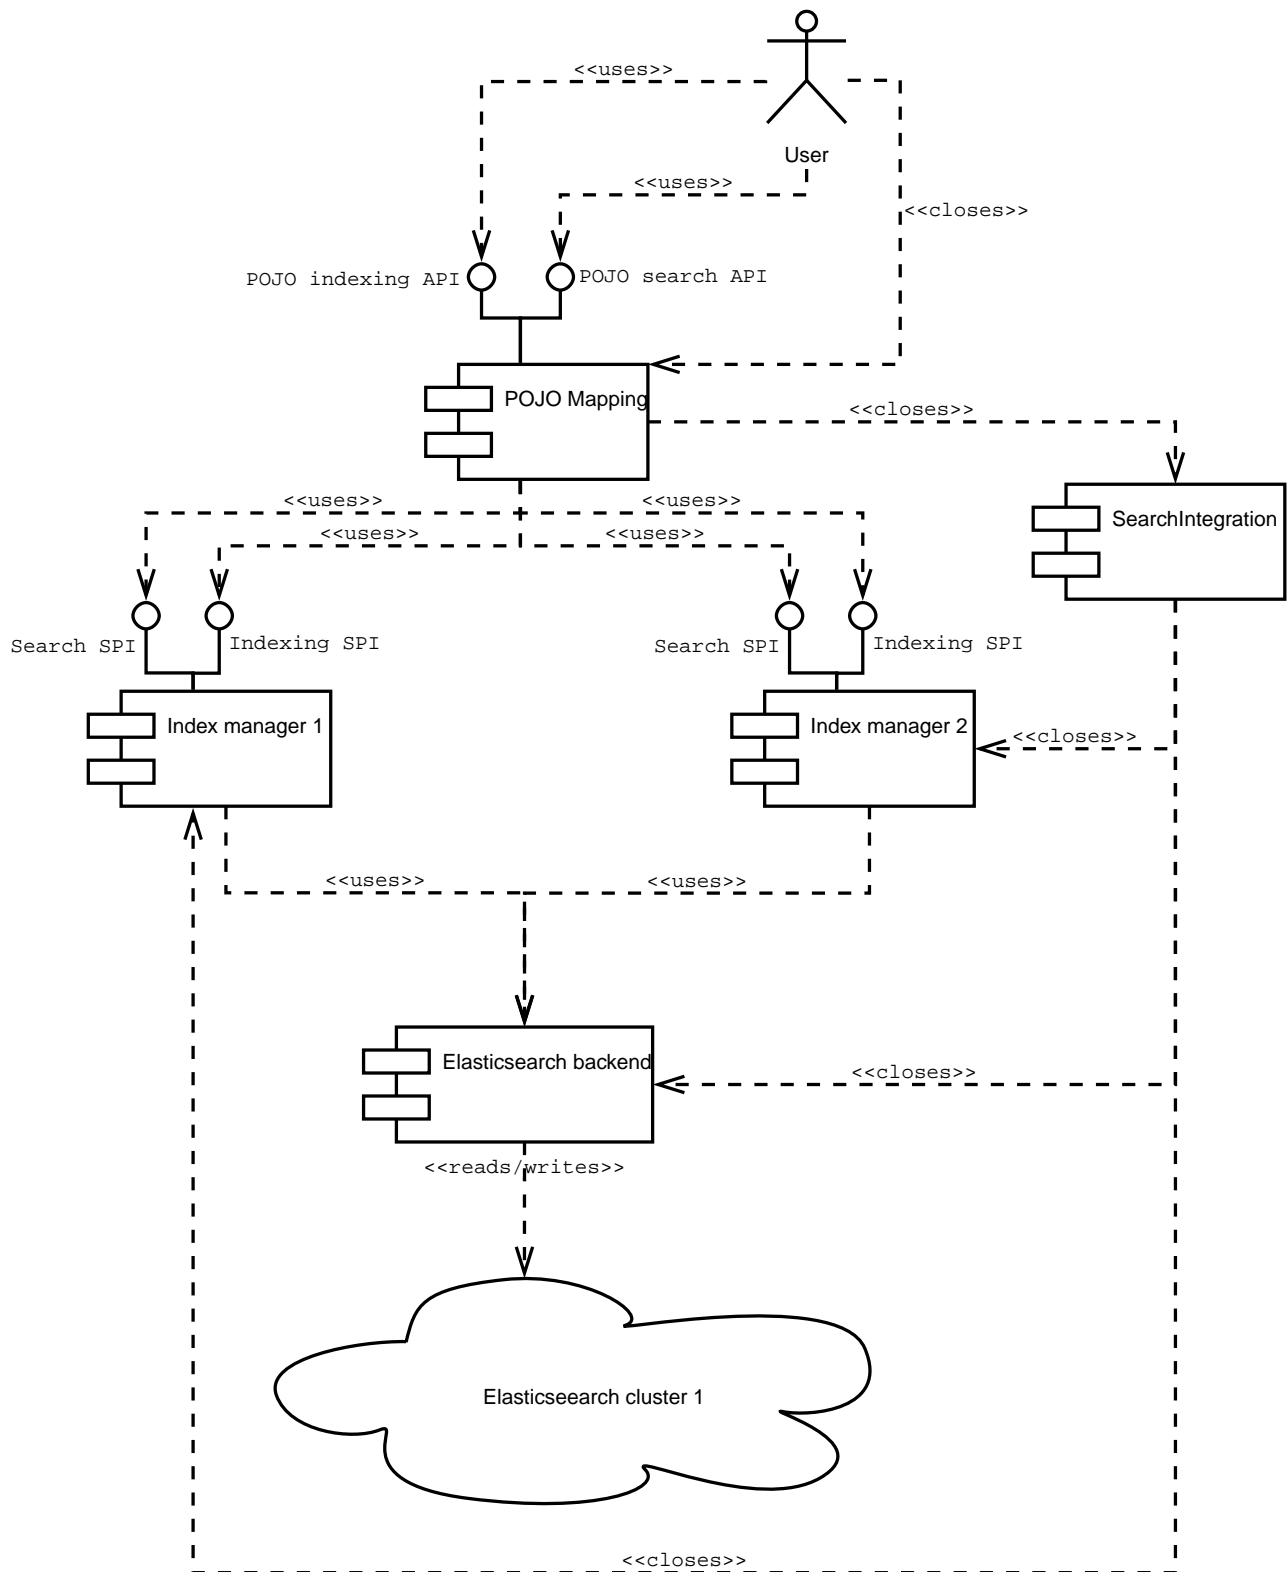 <<uses>>
User
<<uses>>
<<closes>>
POJO indexing API
POJO search API
POJO Mapping
<<closes>>
<<uses>>
<<uses>>
<<uses>>
<<uses>>
SearchIntegration
Search SPI
Indexing SPI
Search SPI
Indexing SPI
Index manager 1
Index manager 2
<<closes>>
<<uses>>
<<uses>>
Elasticsearch backend
<<closes>>
<<reads/writes>>
Elasticseearch cluster 1
<<closes>>